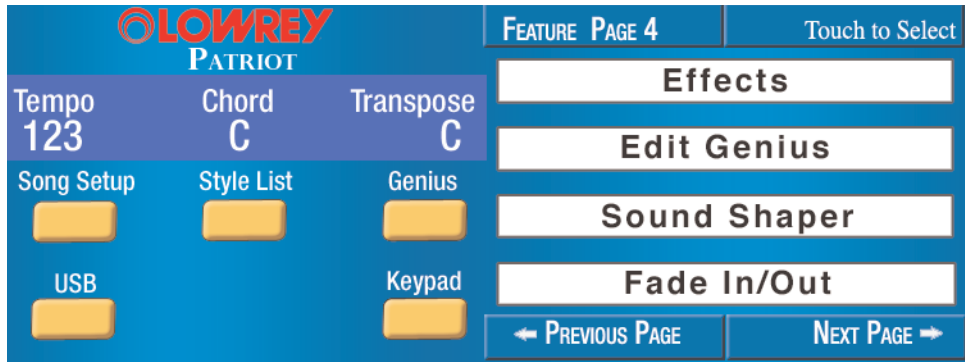 LOWREY
PATRIOT
Tempo Chord Transpose
123 C C
Song Setup Style List Genius
USB Keypad
FEATURE PAGE 4 Touch to Select
Effects
Edit Genius
Sound Shaper
Fade In/Out
PREVIOUS PAGE NEXT PAGE